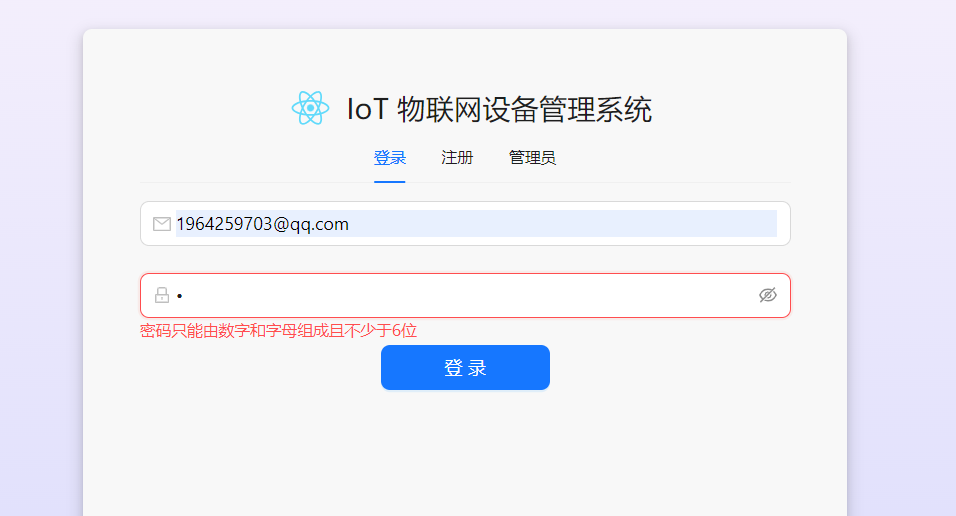 IoT 物联网设备管理系统
登录 注册 管理员
1964259703@qq.com
•
密码只能由数字和字母组成且不少于6位
登 录